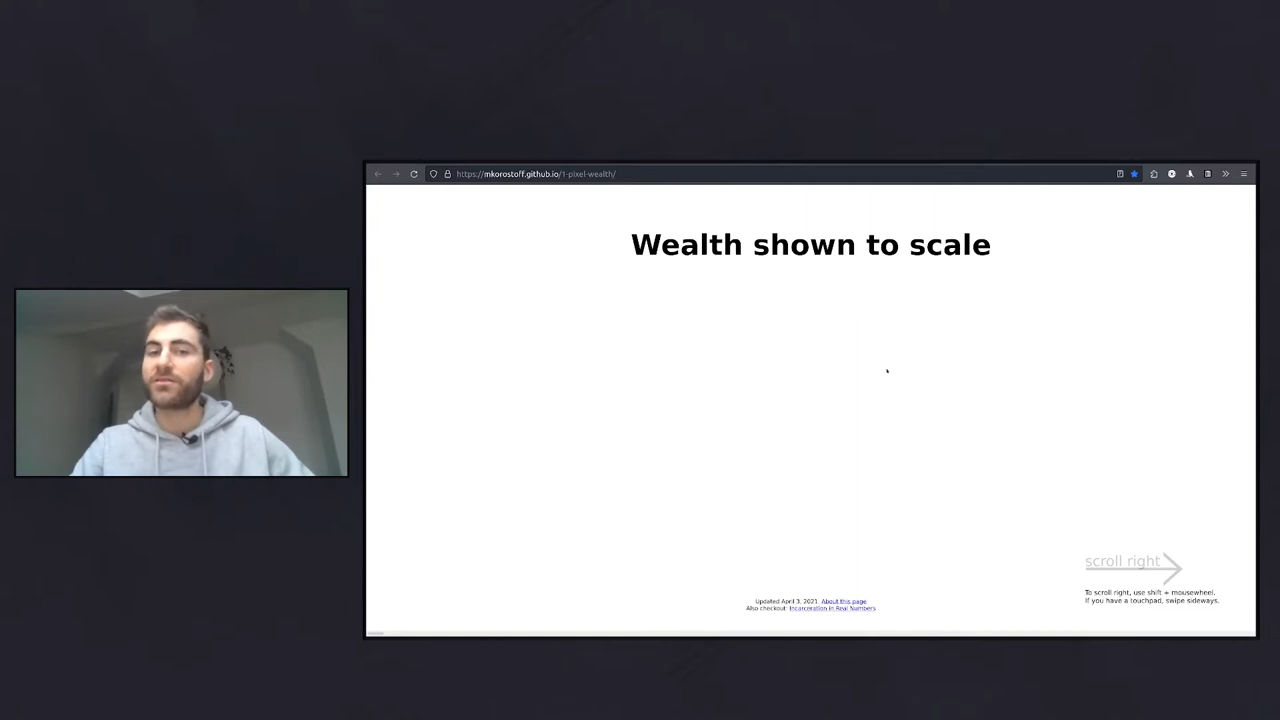 https://mkorostoff.github.io/1-pixel-wealth/
Wealth shown to scale
scroll right
To scroll right, use shift + mousewheel.
If you have a touchpad, swipe sideways.
Updated April 3, 2021. About this page
Also checkout: Incarceration in Real Numbers